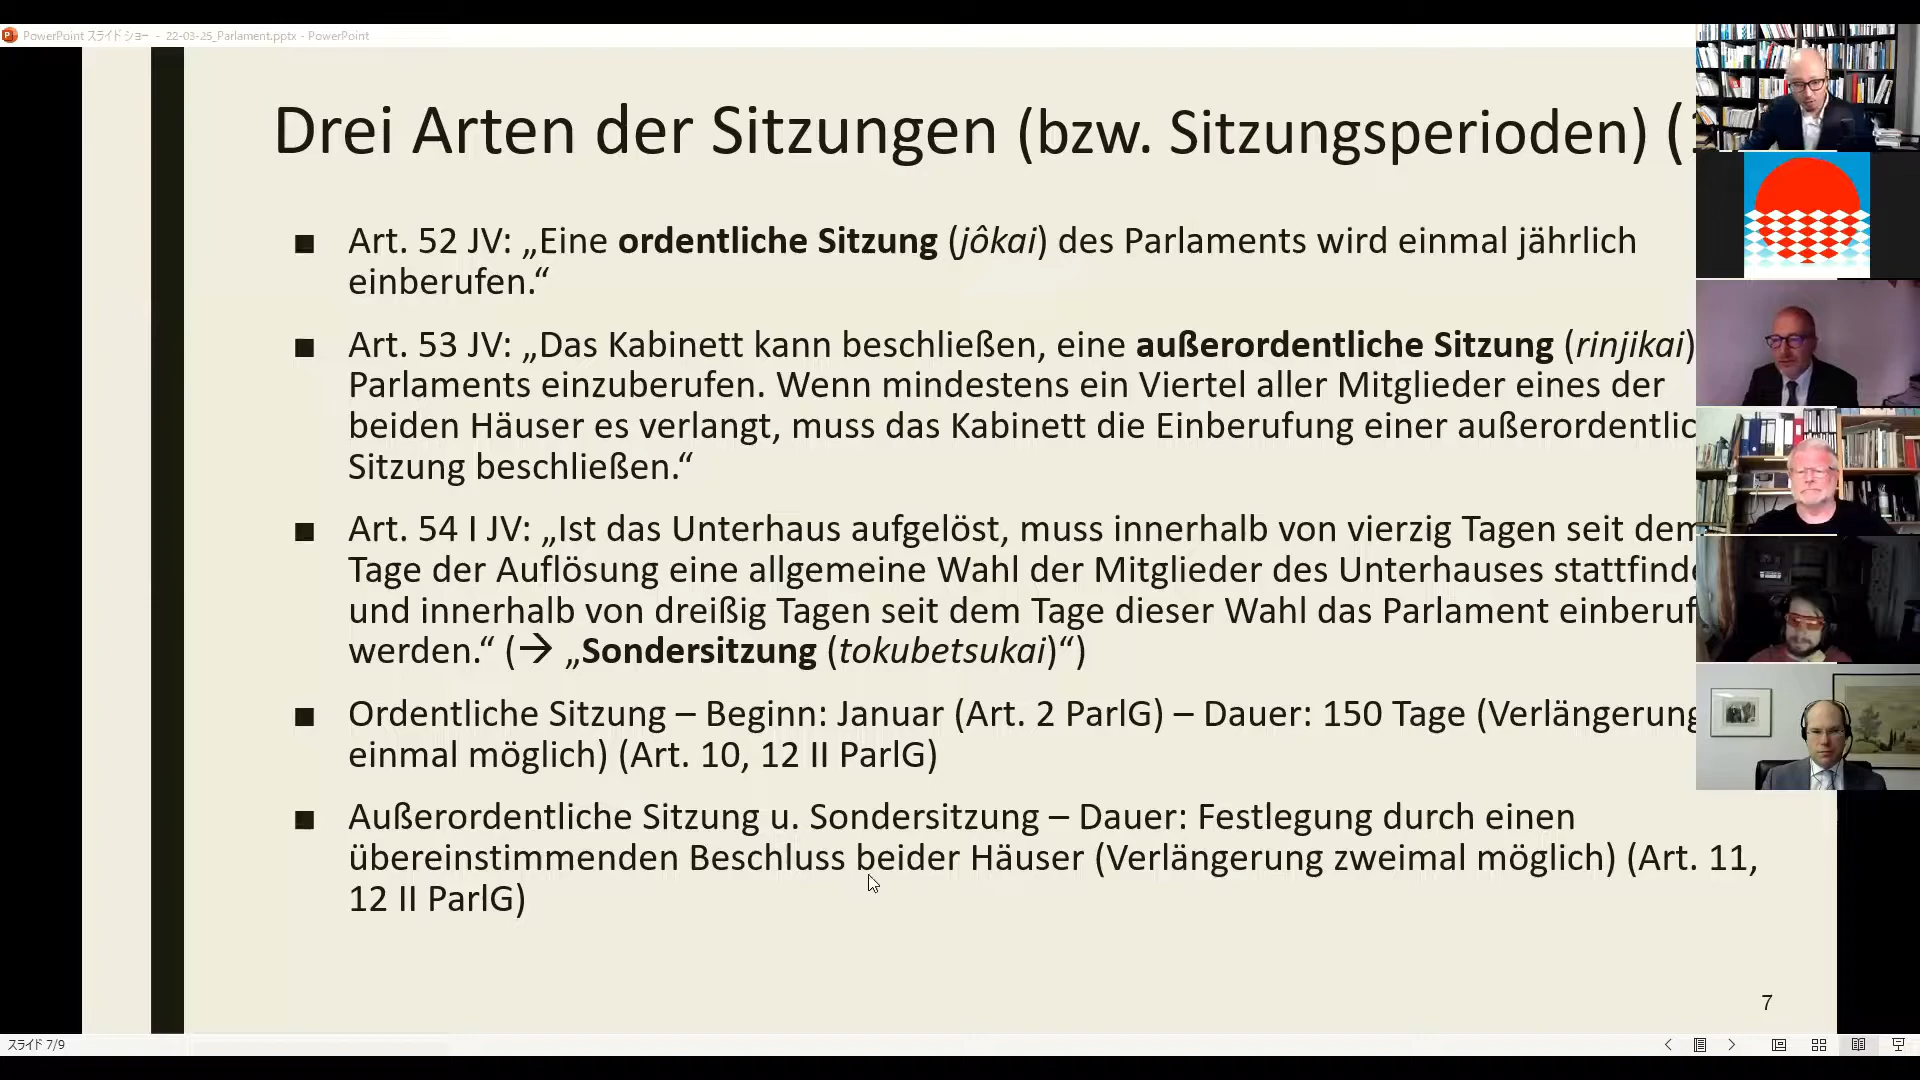 PowerPoint スライド ショー - 22-03-25_Parlament.pptx - PowerPoint
Drei Arten der Sitzungen (bzw. Sitzungsperioden) (
■ Art. 52 JV: „Eine ordentliche Sitzung (jôkai) des Parlaments wird einmal jährlich
einberufen.“
■ Art. 53 JV: „Das Kabinett kann beschließen, eine außerordentliche Sitzung (rinjikai)
Parlaments einzuberufen. Wenn mindestens ein Viertel aller Mitglieder eines der
beiden Häuser es verlangt, muss das Kabinett die Einberufung einer außerordentlic
Sitzung beschließen.“
■ Art. 54 I JV: „Ist das Unterhaus aufgelöst, muss innerhalb von vierzig Tagen seit dem
Tage der Auflösung eine allgemeine Wahl der Mitglieder des Unterhauses stattfinde
und innerhalb von dreißig Tagen seit dem Tage dieser Wahl das Parlament einberuf
werden.“ (→ „Sondersitzung (tokubetsukai)“)
■ Ordentliche Sitzung – Beginn: Januar (Art. 2 ParlG) – Dauer: 150 Tage (Verlängerung
einmal möglich) (Art. 10, 12 II ParlG)
■ Außerordentliche Sitzung u. Sondersitzung – Dauer: Festlegung durch einen
übereinstimmenden Beschluss beider Häuser (Verlängerung zweimal möglich) (Art. 11,
12 II ParlG)
7
スライド 7/9